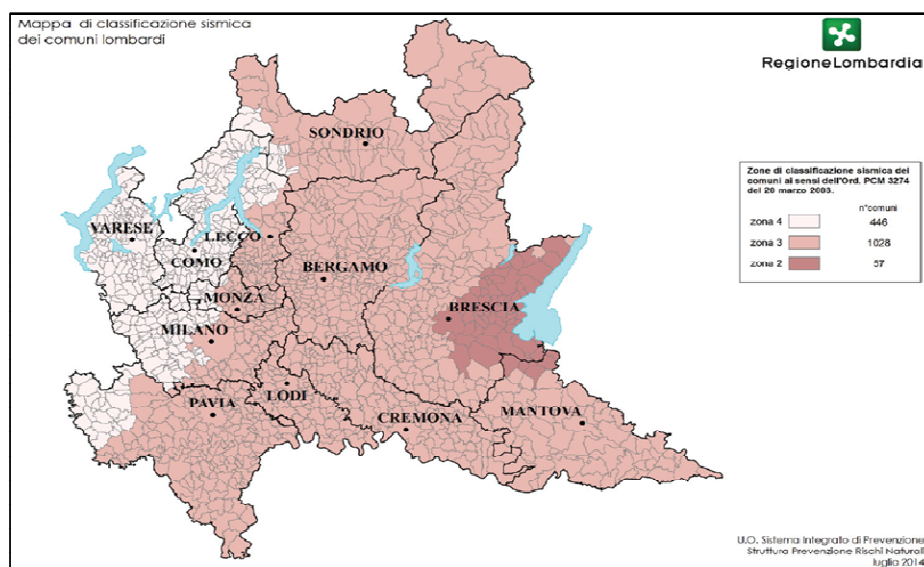 Mappa di classificazione sismica
dei comuni lombardi
RegioneLombardia
SONDRIO
VARESE
LECCO
COMO
BERGAMO
MONZA
BRESCIA
MILANO
PAVIA
LODI
CREMONA
MANTOVA
Zone di classificazione sismica dei
comuni ai sensi dell'Ord. PCM 3274
del 20 marzo 2003.
n°comuni
zona 4 446
zona 3 1028
zona 2 57
U.O. Sistema Integrato di Prevenzione
Struttura Prevenzione Rischi Naturali
luglio 2014